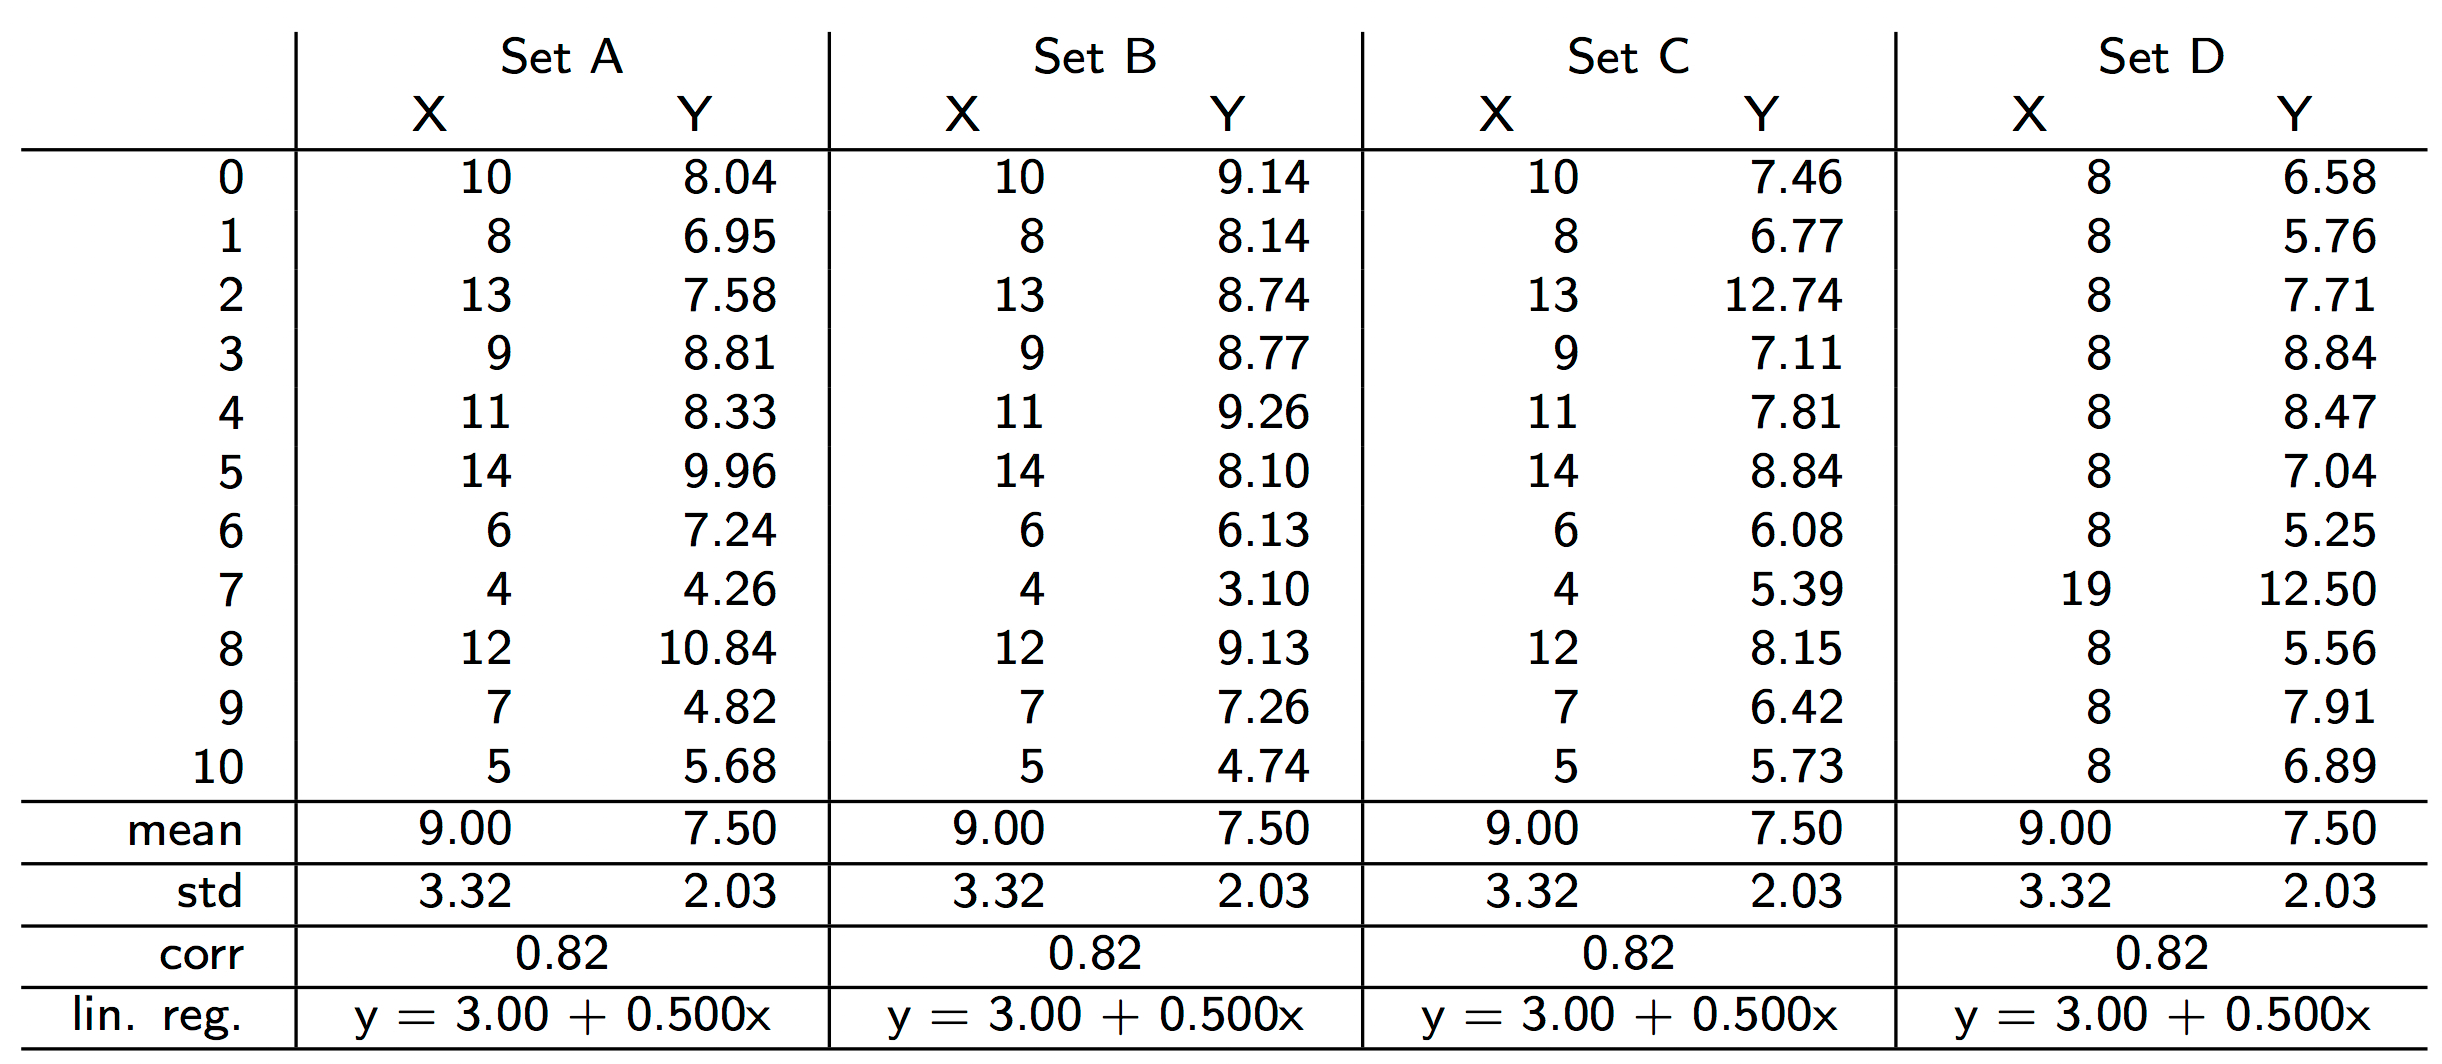 Set A Set B Set C Set D
X Y X Y X Y X Y
0 10 8.04 10 9.14 10 7.46 8 6.58
1 8 6.95 8 8.14 8 6.77 8 5.76
2 13 7.58 13 8.74 13 12.74 8 7.71
3 9 8.81 9 8.77 9 7.11 8 8.84
4 11 8.33 11 9.26 11 7.81 8 8.47
5 14 9.96 14 8.10 14 8.84 8 7.04
6 6 7.24 6 6.13 6 6.08 8 5.25
7 4 4.26 4 3.10 4 5.39 19 12.50
8 12 10.84 12 9.13 12 8.15 8 5.56
9 7 4.82 7 7.26 7 6.42 8 7.91
10 5 5.68 5 4.74 5 5.73 8 6.89
mean 9.00 7.50 9.00 7.50 9.00 7.50 9.00 7.50
std 3.32 2.03 3.32 2.03 3.32 2.03 3.32 2.03
corr 0.82 0.82 0.82 0.82
lin. reg. y = 3.00 + 0.500x y = 3.00 + 0.500x y = 3.00 + 0.500x y = 3.00 + 0.500x